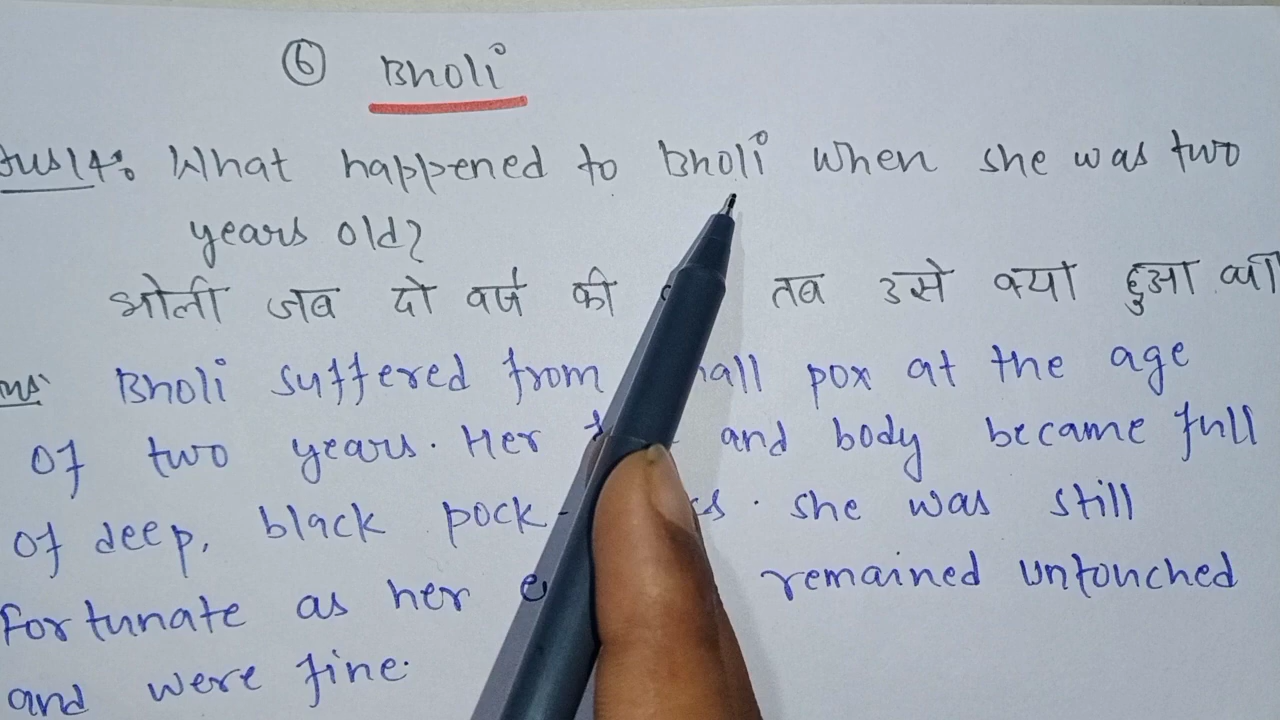 ⑥ Bholi
Qus14: What happened to Bholi when she was two
years old?
भोली जब दो वर्ष की तब उसे क्या हुआ था
Ans: Bholi suffered from small pox at the age
of two years. Her and body became full
of deep, black pock- . she was still
fortunate as her remained untouched
and were fine.